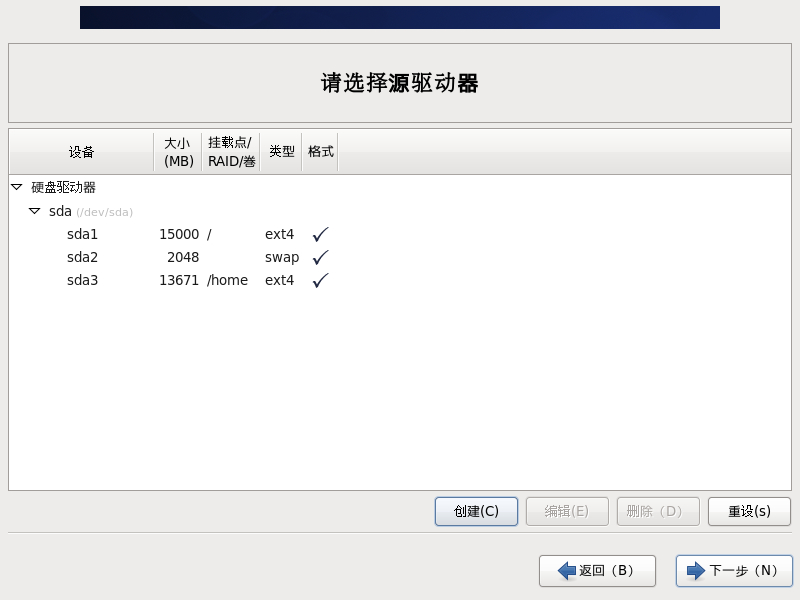 请选择源驱动器
设备 大小(MB) 挂载点/RAID/卷 类型 格式
硬盘驱动器
sda (/dev/sda)
sda1 15000 / ext4
sda2 2048 swap
sda3 13671 /home ext4
创建(C) 编辑(E) 删除（D） 重设(s)
返回（B） 下一步（N）